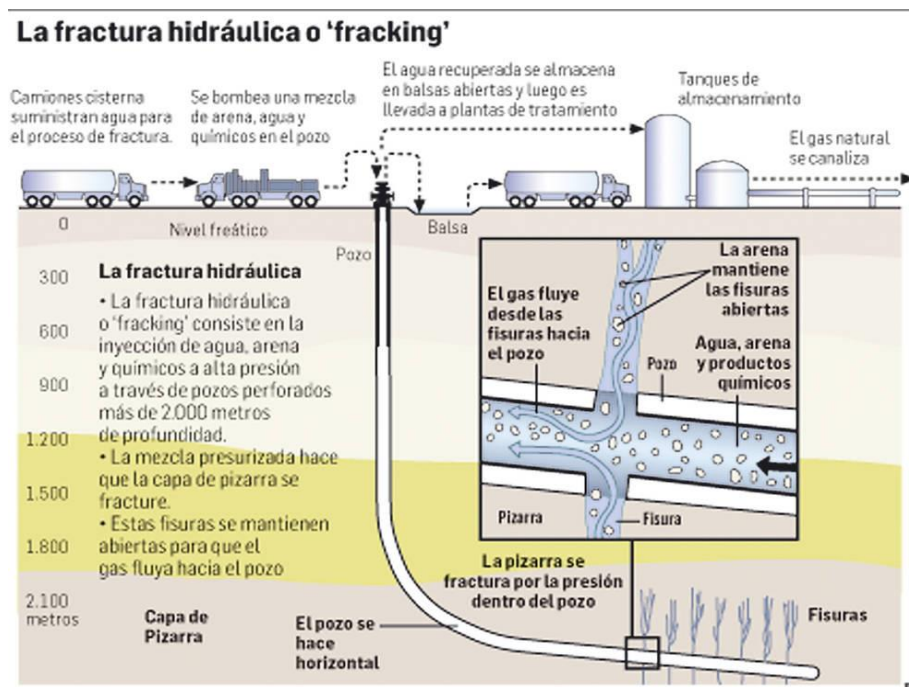 La fractura hidráulica o 'fracking'
Camiones cisterna
suministran agua para
el proceso de fractura.
Se bombea una mezcla
de arena, agua y
químicos en el pozo
El agua recuperada se almacena
en balsas abiertas y luego es
llevada a plantas de tratamiento
Tanques de
almacenamiento
El gas natural
se canaliza
0
300
600
900
1.200
1.500
1.800
2.100
metros
Nivel freático
Pozo
Balsa
La fractura hidráulica
• La fractura hidráulica
o 'fracking' consiste en la
inyección de agua, arena
y químicos a alta presión
a través de pozos perforados
más de 2.000 metros
de profundidad.
• La mezcla presurizada hace
que la capa de pizarra se
fracture.
• Estas fisuras se mantienen
abiertas para que el
gas fluya hacia el pozo
El gas fluye
desde las
fisuras hacia
el pozo
La arena
mantiene
las fisuras
abiertas
Pozo
Agua, arena
y productos
químicos
Pizarra
Fisura
La pizarra se
fractura por la presión
dentro del pozo
Capa de
Pizarra
El pozo se
hace
horizontal
Fisuras